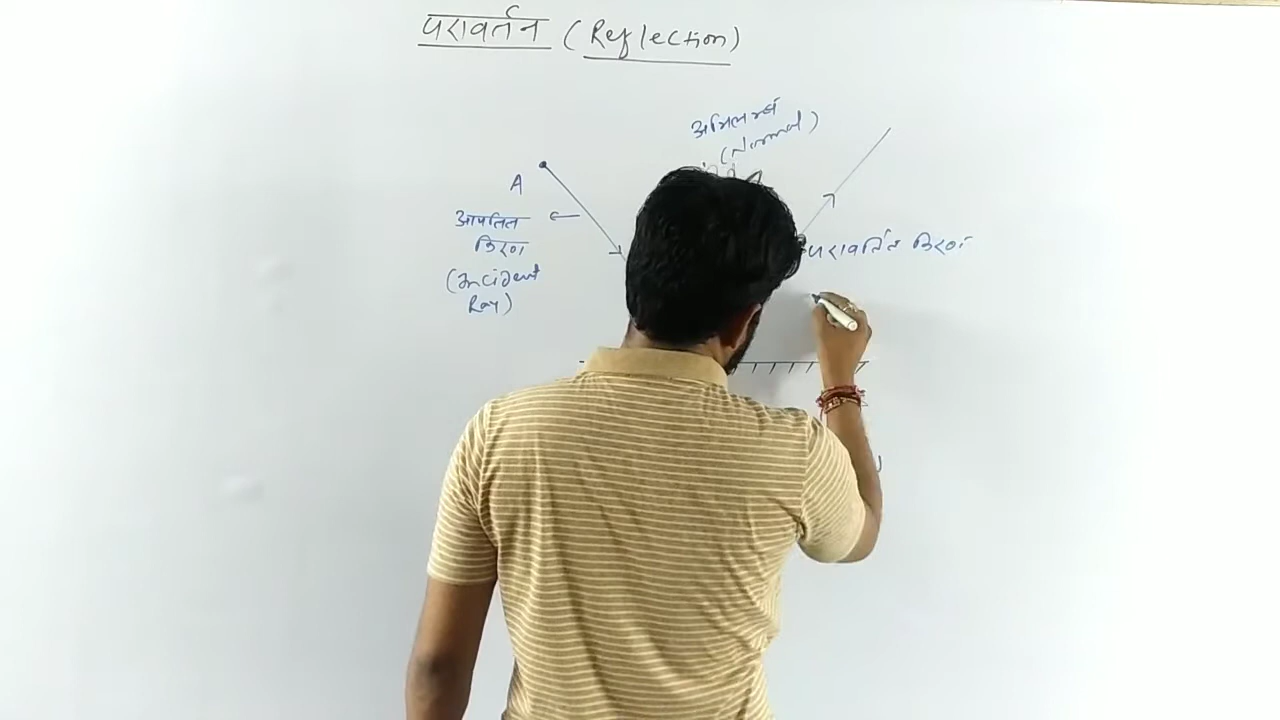 परावर्तन (Reflection)
अभिलम्ब
(Normal)
A
आपतित
किरण
(Incident
Ray)
परावर्तित किरण